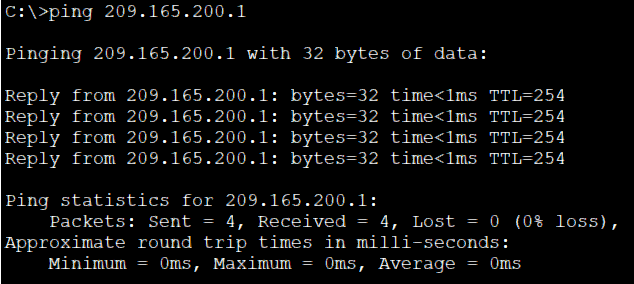 C:\>ping 209.165.200.1
Pinging 209.165.200.1 with 32 bytes of data:
Reply from 209.165.200.1: bytes=32 time<1ms TTL=254
Reply from 209.165.200.1: bytes=32 time<1ms TTL=254
Reply from 209.165.200.1: bytes=32 time<1ms TTL=254
Reply from 209.165.200.1: bytes=32 time<1ms TTL=254
Ping statistics for 209.165.200.1:
    Packets: Sent = 4, Received = 4, Lost = 0 (0% loss),
Approximate round trip times in milli-seconds:
    Minimum = 0ms, Maximum = 0ms, Average = 0ms